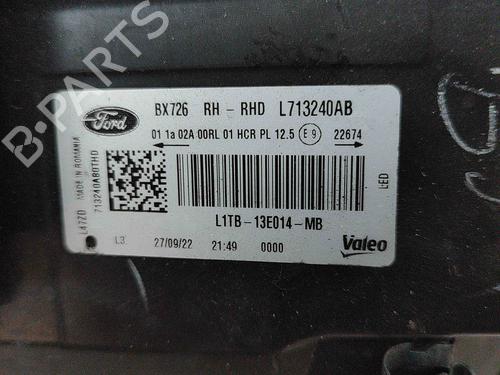 B-PARTS
Ford
BX726 RH - RHD L713240AB
01 1a 02A 00RL 01 HCR PL 12.5 E9 22674
L47ZD MADE IN ROMANIA
713240AB0THD
LED
L1TB-13E014-MB
L3 27/09/22 21:49 0000
Valeo